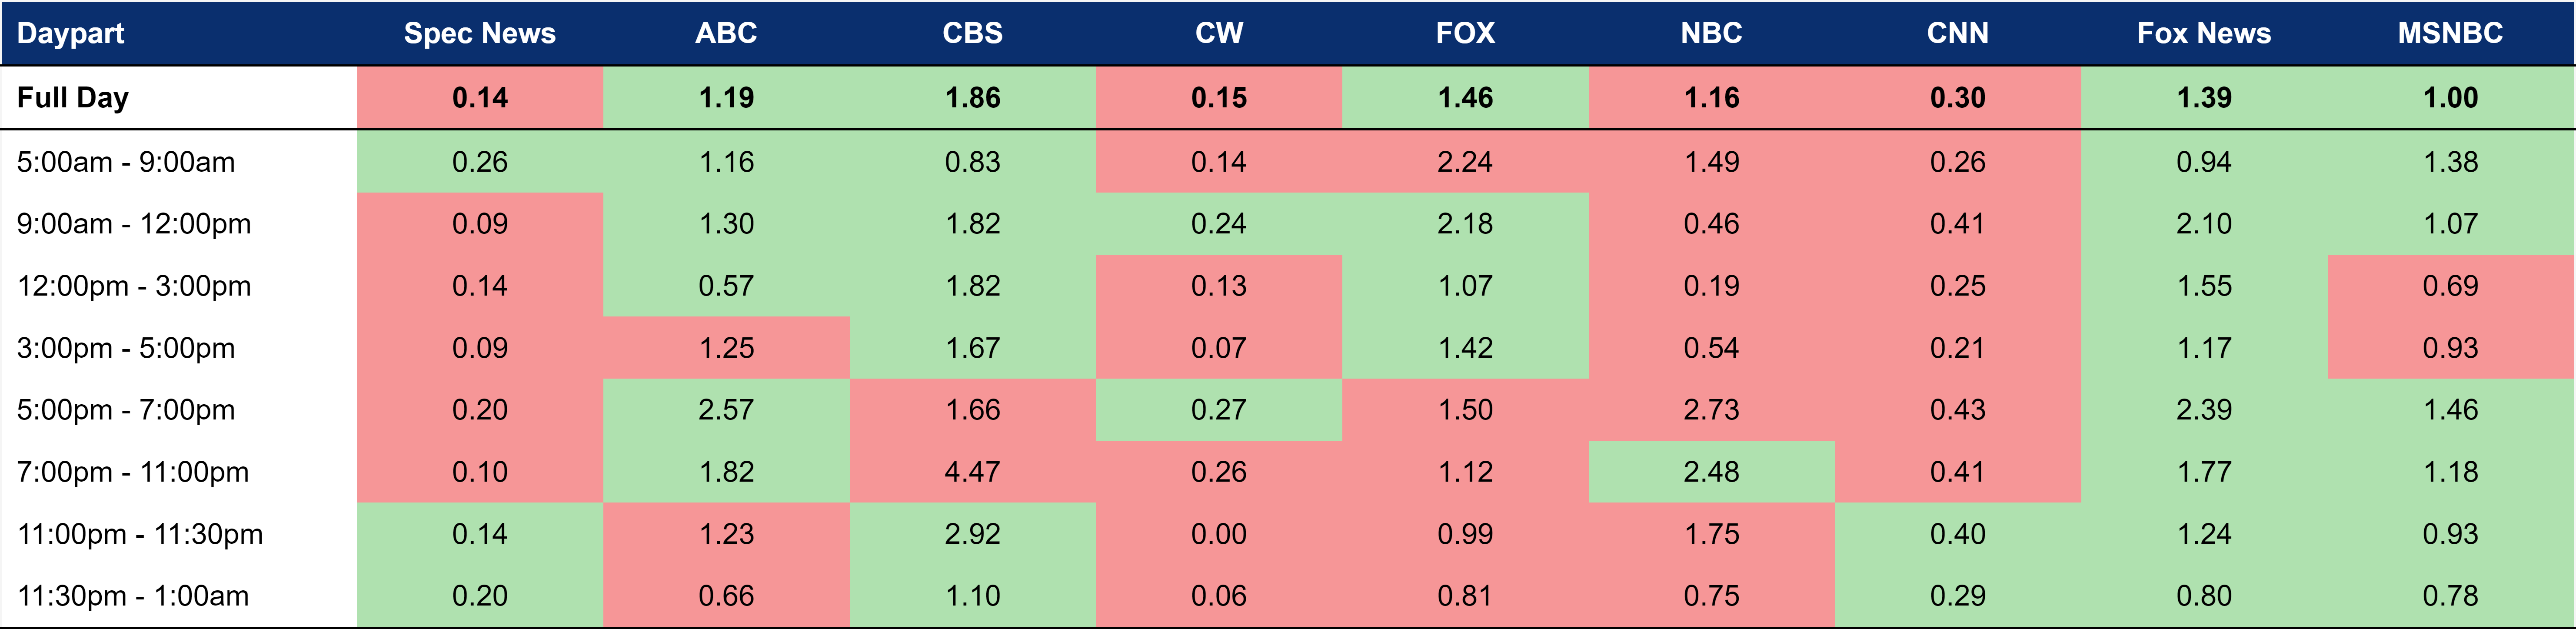 Daypart Spec News ABC CBS CW FOX NBC CNN Fox News MSNBC
Full Day 0.14 1.19 1.86 0.15 1.46 1.16 0.30 1.39 1.00
5:00am - 9:00am 0.26 1.16 0.83 0.14 2.24 1.49 0.26 0.94 1.38
9:00am - 12:00pm 0.09 1.30 1.82 0.24 2.18 0.46 0.41 2.10 1.07
12:00pm - 3:00pm 0.14 0.57 1.82 0.13 1.07 0.19 0.25 1.55 0.69
3:00pm - 5:00pm 0.09 1.25 1.67 0.07 1.42 0.54 0.21 1.17 0.93
5:00pm - 7:00pm 0.20 2.57 1.66 0.27 1.50 2.73 0.43 2.39 1.46
7:00pm - 11:00pm 0.10 1.82 4.47 0.26 1.12 2.48 0.41 1.77 1.18
11:00pm - 11:30pm 0.14 1.23 2.92 0.00 0.99 1.75 0.40 1.24 0.93
11:30pm - 1:00am 0.20 0.66 1.10 0.06 0.81 0.75 0.29 0.80 0.78